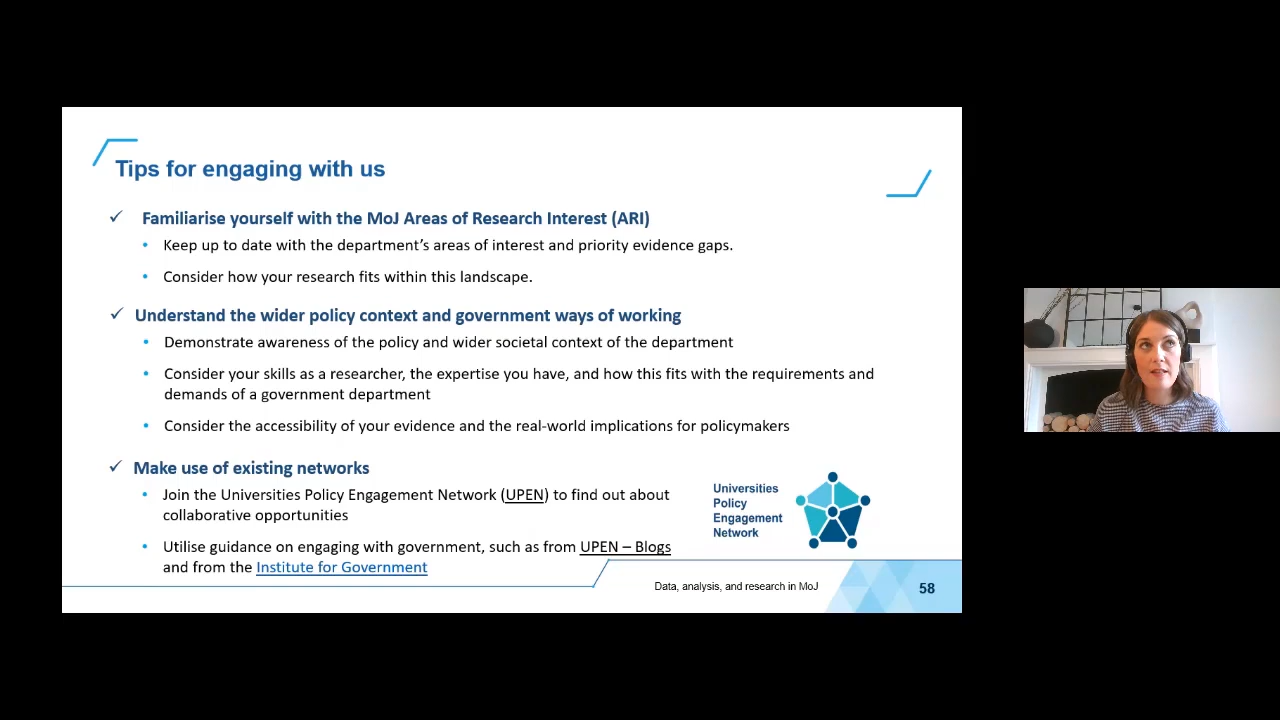 Tips for engaging with us
✓ Familiarise yourself with the MoJ Areas of Research Interest (ARI)
• Keep up to date with the department’s areas of interest and priority evidence gaps.
• Consider how your research fits within this landscape.
✓ Understand the wider policy context and government ways of working
• Demonstrate awareness of the policy and wider societal context of the department
• Consider your skills as a researcher, the expertise you have, and how this fits with the requirements and
demands of a government department
• Consider the accessibility of your evidence and the real-world implications for policymakers
✓ Make use of existing networks
• Join the Universities Policy Engagement Network (UPEN) to find out about
collaborative opportunities
• Utilise guidance on engaging with government, such as from UPEN – Blogs
and from the Institute for Government
Universities
Policy
Engagement
Network
Data, analysis, and research in MoJ
58